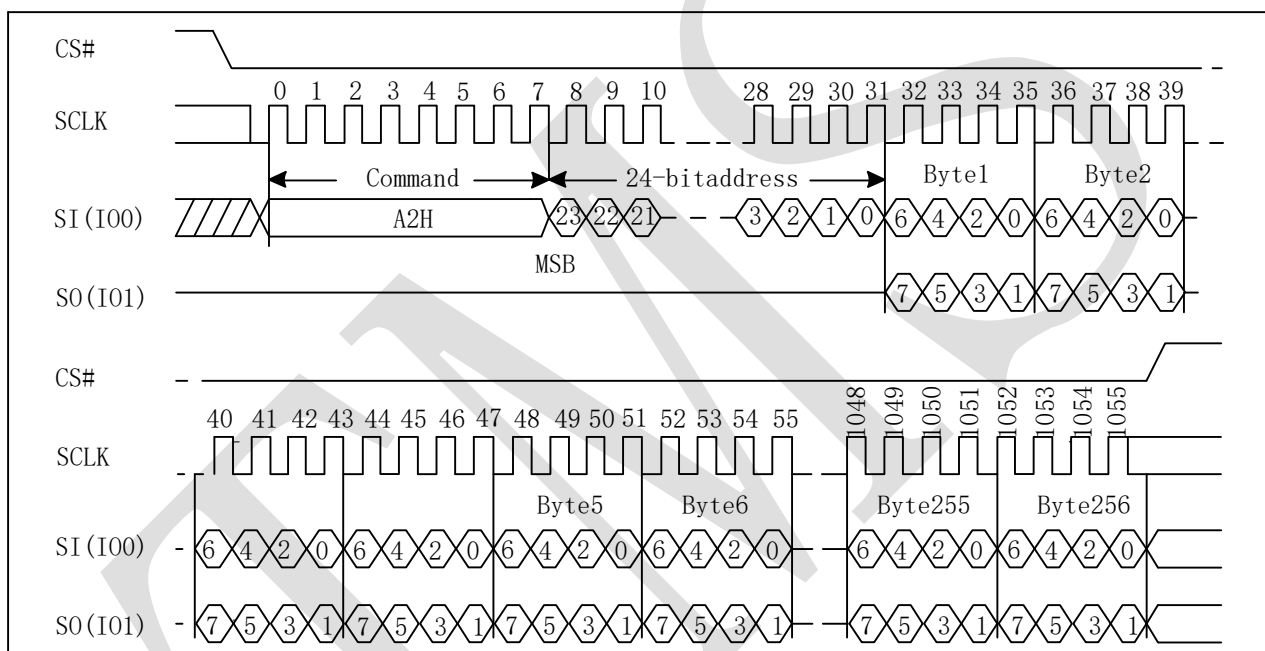 CS#
0 1 2 3 4 5 6 7 8 9 10 28 29 30 31 32 33 34 35 36 37 38 39
SCLK
Command 24-bitaddress Byte1 Byte2
SI(IO0) A2H 23 22 21 3 2 1 0 6 4 2 0 6 4 2 0
MSB
SO(IO1) 7 5 3 1 7 5 3 1
CS#
40 41 42 43 44 45 46 47 48 49 50 51 52 53 54 55 1048 1049 1050 1051 1052 1053 1054 1055
SCLK
Byte5 Byte6 Byte255 Byte256
SI(IO0) 6 4 2 0 6 4 2 0 6 4 2 0 6 4 2 0 6 4 2 0 6 4 2 0
SO(IO1) 7 5 3 1 7 5 3 1 7 5 3 1 7 5 3 1 7 5 3 1 7 5 3 1
TMS